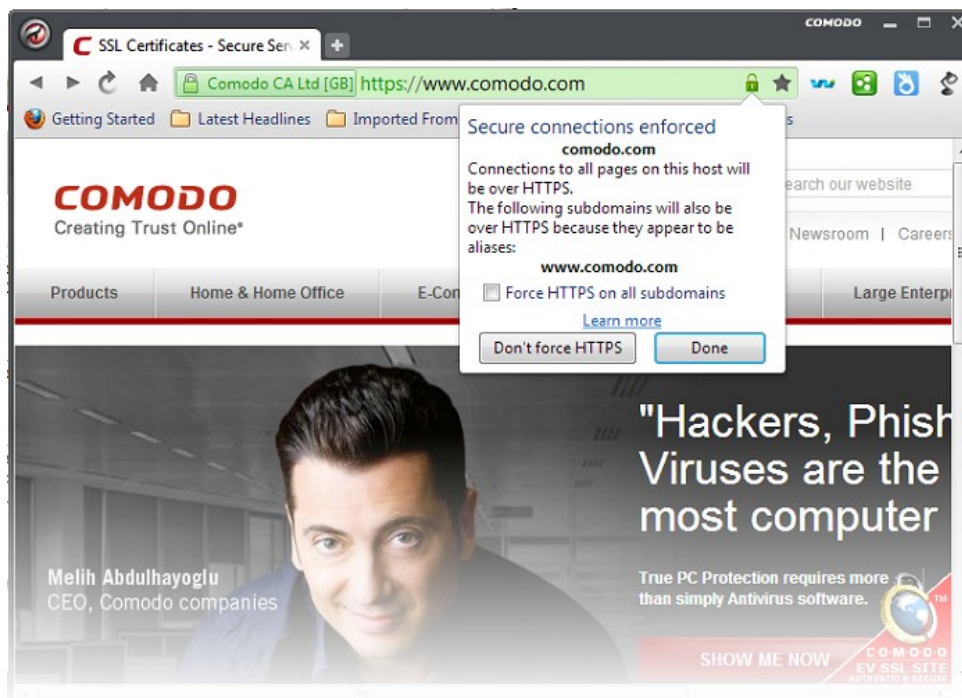 COMODO
SSL Certificates - Secure Ser
Comodo CA Ltd [GB] https://www.comodo.com
Getting Started Latest Headlines Imported From
Secure connections enforced
comodo.com
Connections to all pages on this host will
be over HTTPS.
The following subdomains will also be
over HTTPS because they appear to be
aliases:
www.comodo.com
Force HTTPS on all subdomains
Learn more
Don't force HTTPS Done
COMODO
Creating Trust Online®
earch our website
Newsroom | Careers
Products Home & Home Office E-Con Large Enterpi
"Hackers, Phish
Viruses are the
most computer
Melih Abdulhayoglu
CEO, Comodo companies
True PC Protection requires more
than simply Antivirus software.
SHOW ME NOW
TM
COMODO
EV SSL SITE
AUTHENTIC & SECURE